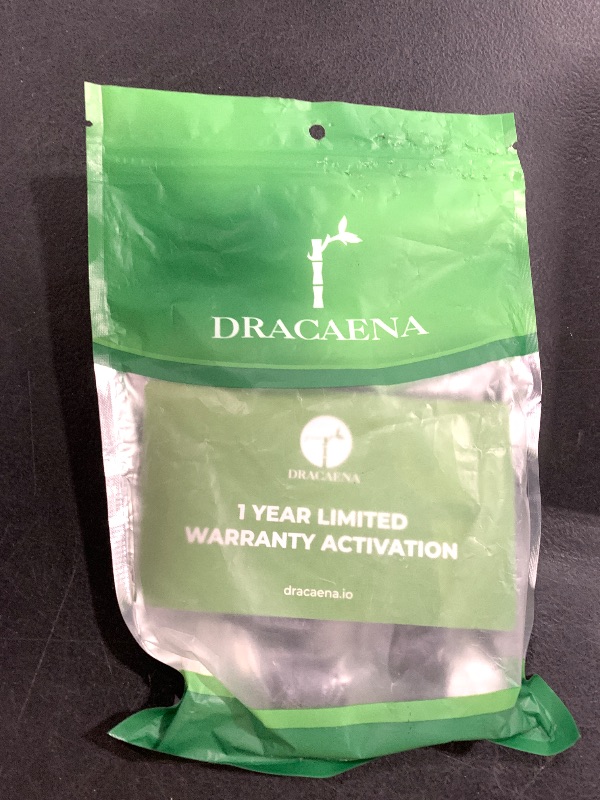 DRACAENA
DRACAENA
1 YEAR LIMITED
WARRANTY ACTIVATION
dracaena.io